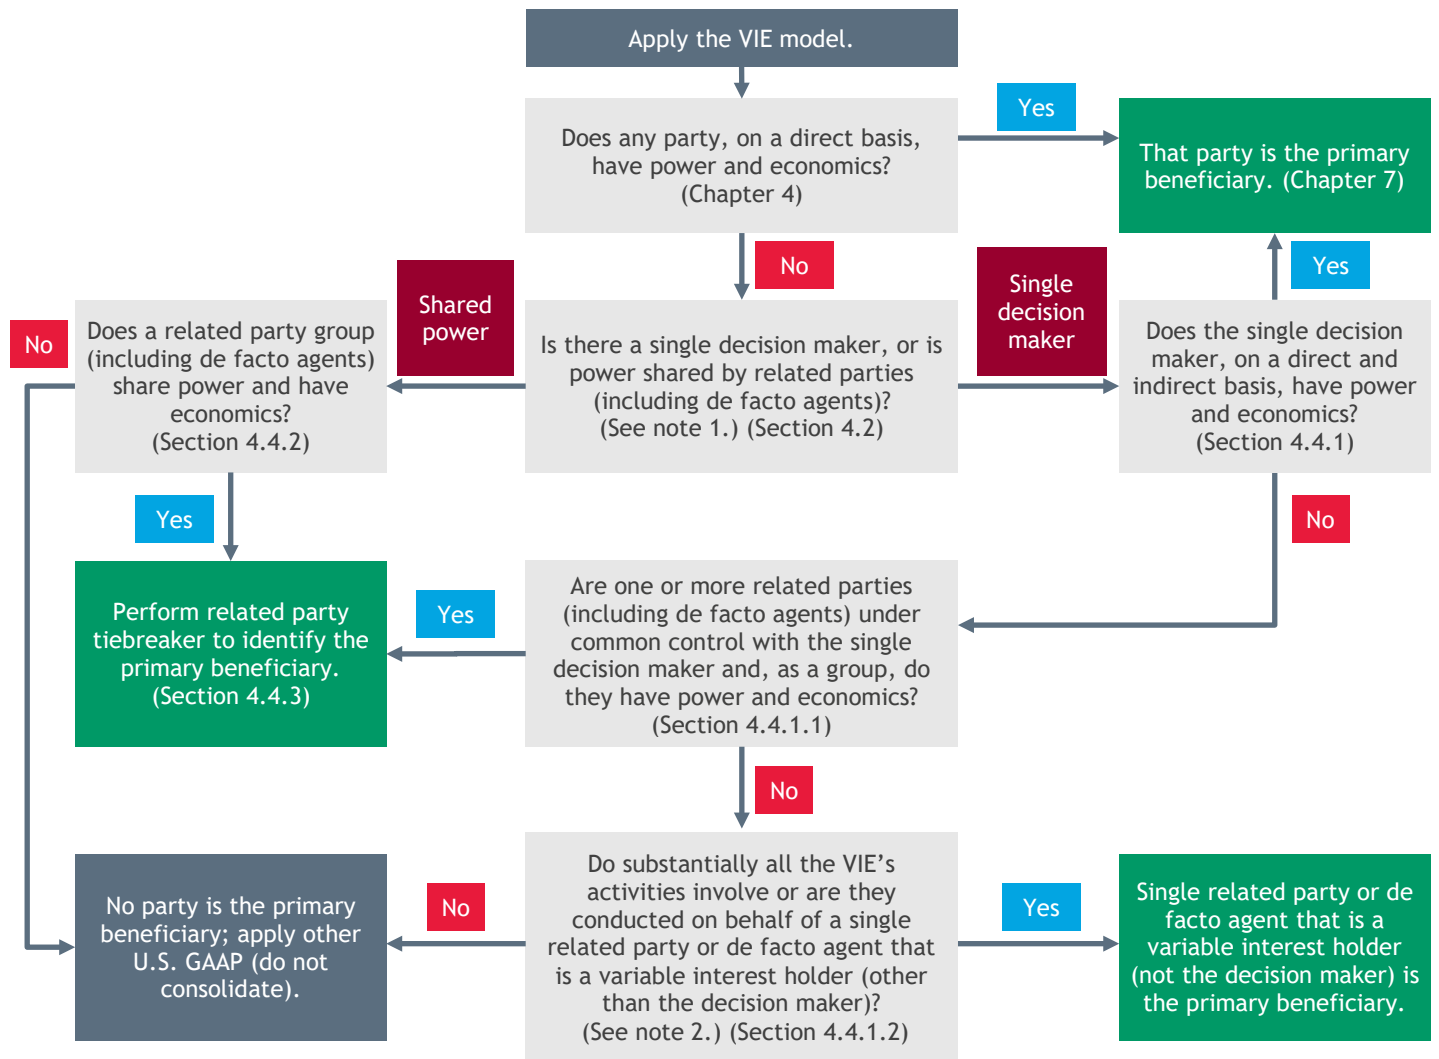 Apply the VIE model.
Does any party, on a direct basis,
have power and economics?
(Chapter 4)
Yes
That party is the primary
beneficiary. (Chapter 7)
No
Shared
power
Single
decision
maker
Yes
No
Does a related party group
(including de facto agents)
share power and have
economics?
(Section 4.4.2)
Is there a single decision maker, or is
power shared by related parties
(including de facto agents)?
(See note 1.) (Section 4.2)
Does the single decision
maker, on a direct and
indirect basis, have power
and economics?
(Section 4.4.1)
Yes
No
Perform related party
tiebreaker to identify the
primary beneficiary.
(Section 4.4.3)
Yes
Are one or more related parties
(including de facto agents) under
common control with the single
decision maker and, as a group, do
they have power and economics?
(Section 4.4.1.1)
No
No party is the primary
beneficiary; apply other
U.S. GAAP (do not
consolidate).
No
Do substantially all the VIE’s
activities involve or are they
conducted on behalf of a single
related party or de facto agent that
is a variable interest holder (other
than the decision maker)?
(See note 2.) (Section 4.4.1.2)
Yes
Single related party or de
facto agent that is a
variable interest holder
(not the decision maker) is
the primary beneficiary.